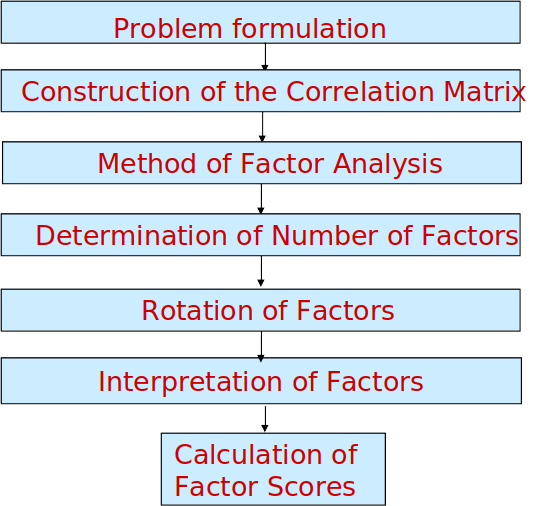 Problem formulation
Construction of the Correlation Matrix
Method of Factor Analysis
Determination of Number of Factors
Rotation of Factors
Interpretation of Factors
Calculation of
Factor Scores